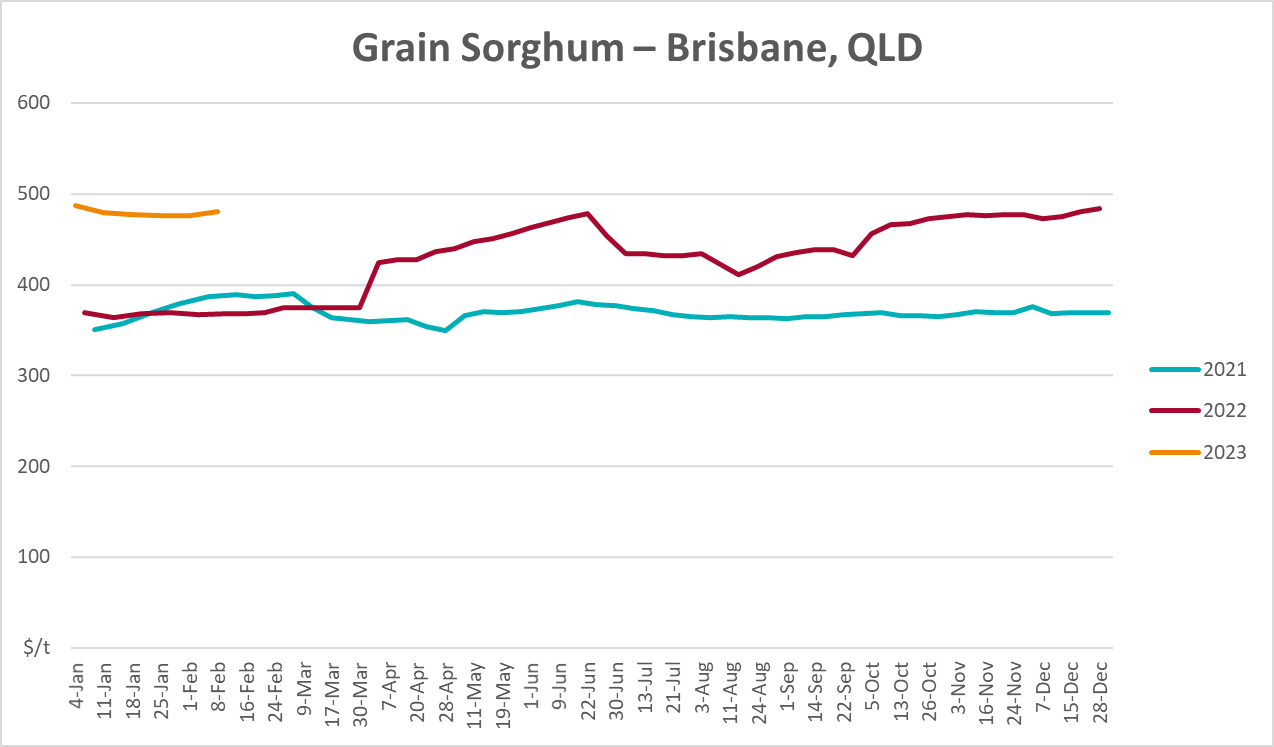 Grain Sorghum – Brisbane, QLD
600
500
400
300
200
100
$/t
2021
2022
2023
4-Jan
11-Jan
18-Jan
25-Jan
1-Feb
8-Feb
16-Feb
24-Feb
9-Mar
17-Mar
30-Mar
7-Apr
20-Apr
28-Apr
11-May
19-May
1-Jun
9-Jun
22-Jun
30-Jun
13-Jul
21-Jul
3-Aug
11-Aug
24-Aug
1-Sep
14-Sep
22-Sep
5-Oct
13-Oct
26-Oct
3-Nov
16-Nov
24-Nov
7-Dec
15-Dec
28-Dec